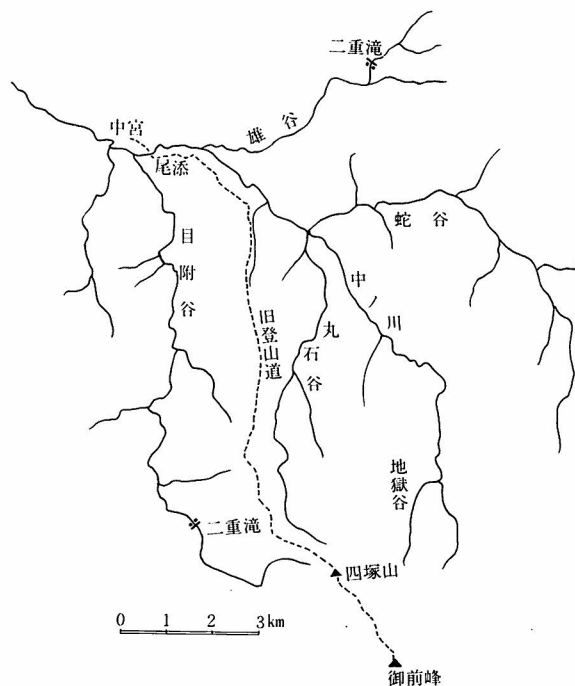 二重滝
中宮
雄谷
尾添
蛇谷
目附谷
中ノ川
旧登山道
丸石谷
地獄谷
二重滝
四塚山
0 1 2 3km
御前峰